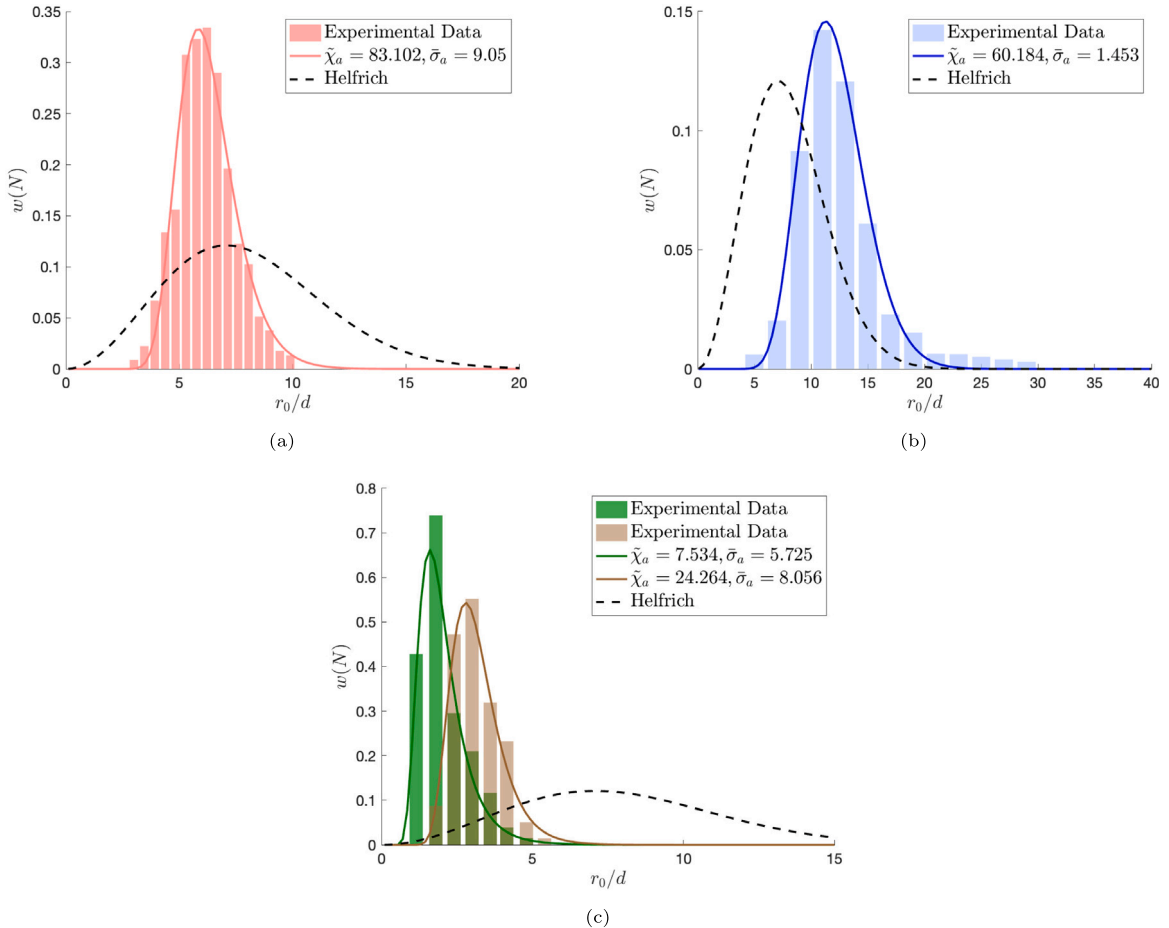 0.35
0.3
0.25
0.2
0.15
0.1
0.05
0
w(N)
0 5 10 15 20
r₀/d
Experimental Data
χ̃ₐ = 83.102, σ̄ₐ = 9.05
Helfrich
(a)
0.15
0.1
0.05
0
w(N)
0 5 10 15 20 25 30 35 40
r₀/d
Experimental Data
χ̃ₐ = 60.184, σ̄ₐ = 1.453
Helfrich
(b)
0.8
0.7
0.6
0.5
0.4
0.3
0.2
0.1
0
w(N)
0 5 10 15
r₀/d
Experimental Data
Experimental Data
χ̃ₐ = 7.534, σ̄ₐ = 5.725
χ̃ₐ = 24.264, σ̄ₐ = 8.056
Helfrich
(c)